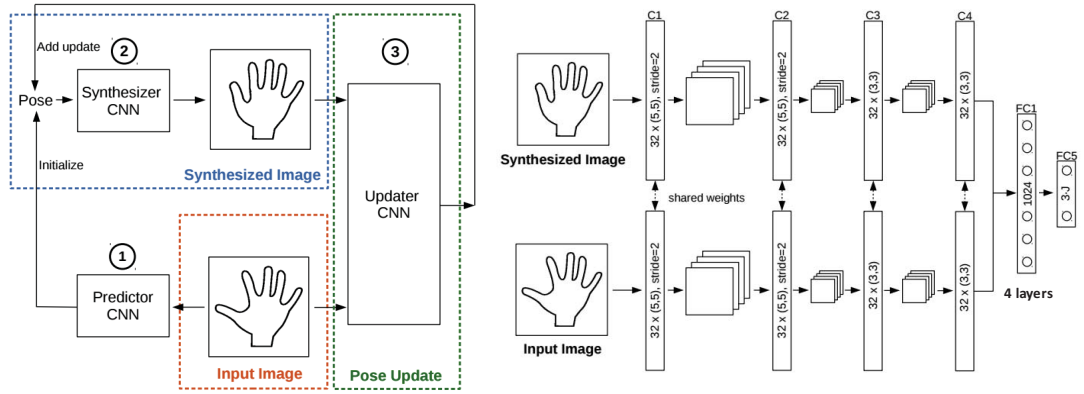 Add update
2
3
Pose
Synthesizer
CNN
Initialize
Synthesized Image
Updater
CNN
1
Predictor
CNN
Input Image
Pose Update
C1
C2
C3
C4
32 x (5,5), stride=2
32 x (5,5), stride=2
32 x (3,3)
32 x (3,3)
Synthesized Image
shared weights
FC1
1024
FC5
3·J
4 layers
32 x (5,5), stride=2
32 x (5,5), stride=2
32 x (3,3)
32 x (3,3)
Input Image